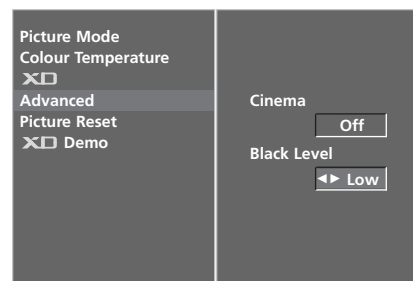 Picture Mode
Colour Temperature
XD
Advanced
Picture Reset
XD Demo
Cinema
Off
Black Level
◄► Low